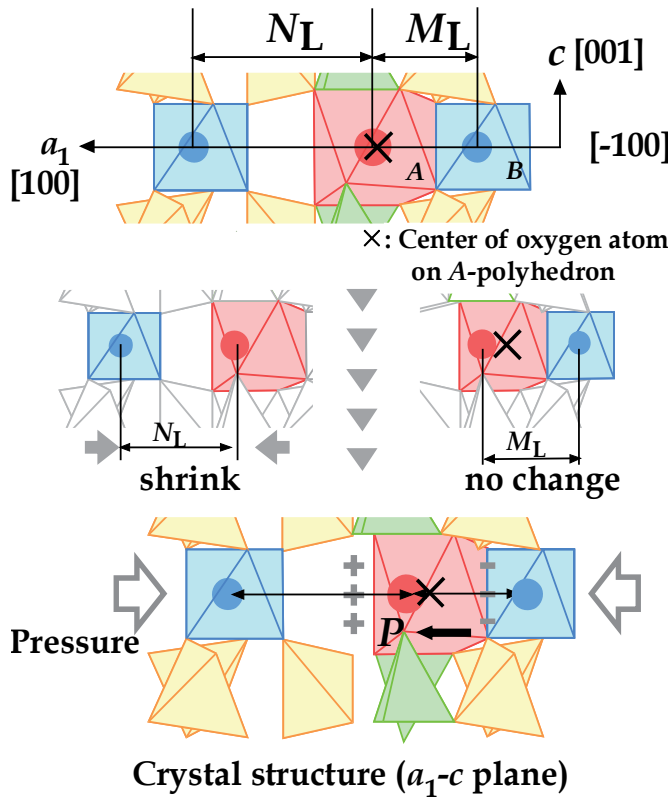 N_L M_L
c [001]
a_1
[100]
[-100]
A B
×: Center of oxygen atom
on A-polyhedron
N_L
M_L
shrink
no change
+ −
+ −
+ −
P
Pressure
Crystal structure (a_1-c plane)